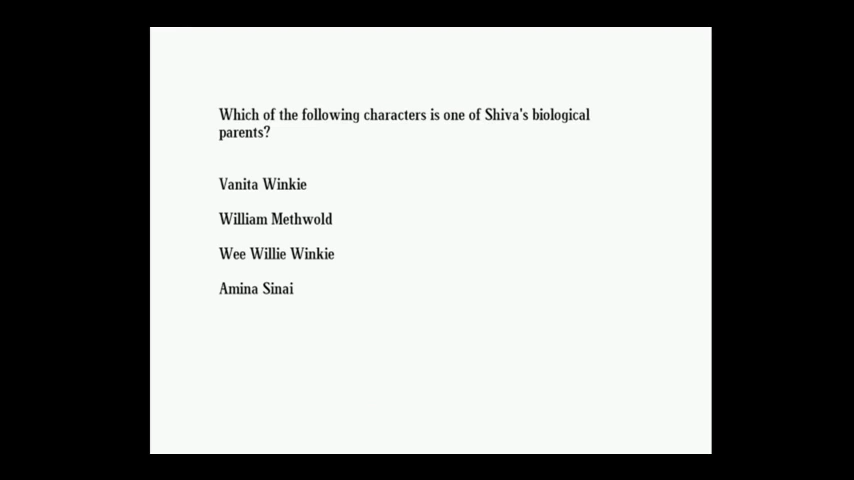 Which of the following characters is one of Shiva's biological
parents?
Vanita Winkie
William Methwold
Wee Willie Winkie
Amina Sinai